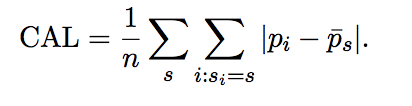 CAL = \frac{1}{n} \sum_{s} \sum_{i:s_i=s} |p_i - \bar{p}_s|.